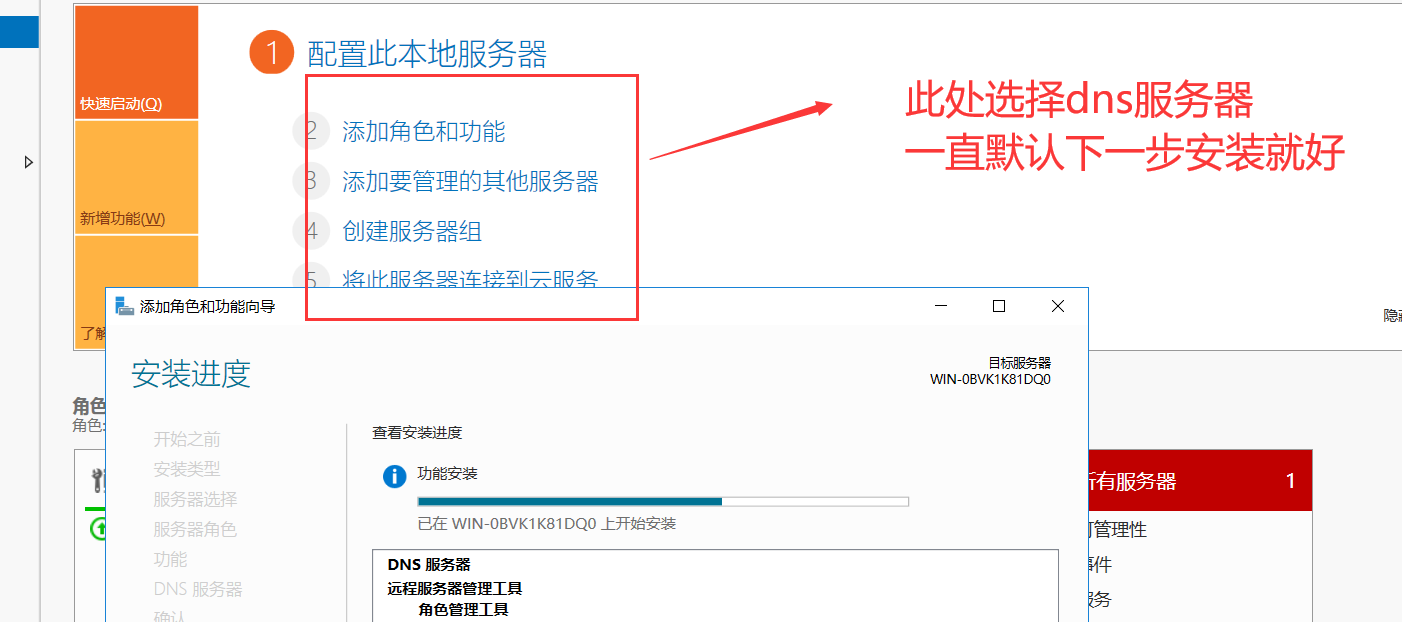 快速启动(Q)
新增功能(W)
了解
1 配置此本地服务器
2 添加角色和功能
3 添加要管理的其他服务器
4 创建服务器组
5 将此服务器连接到云服务
此处选择dns服务器
一直默认下一步安装就好
隐藏
角色
角色:
添加角色和功能向导
安装进度
目标服务器
WIN-0BVK1K81DQ0
开始之前
安装类型
服务器选择
服务器角色
功能
DNS 服务器
确认
查看安装进度
功能安装
已在 WIN-0BVK1K81DQ0 上开始安装
DNS 服务器
远程服务器管理工具
角色管理工具
所有服务器 1
可管理性
事件
服务